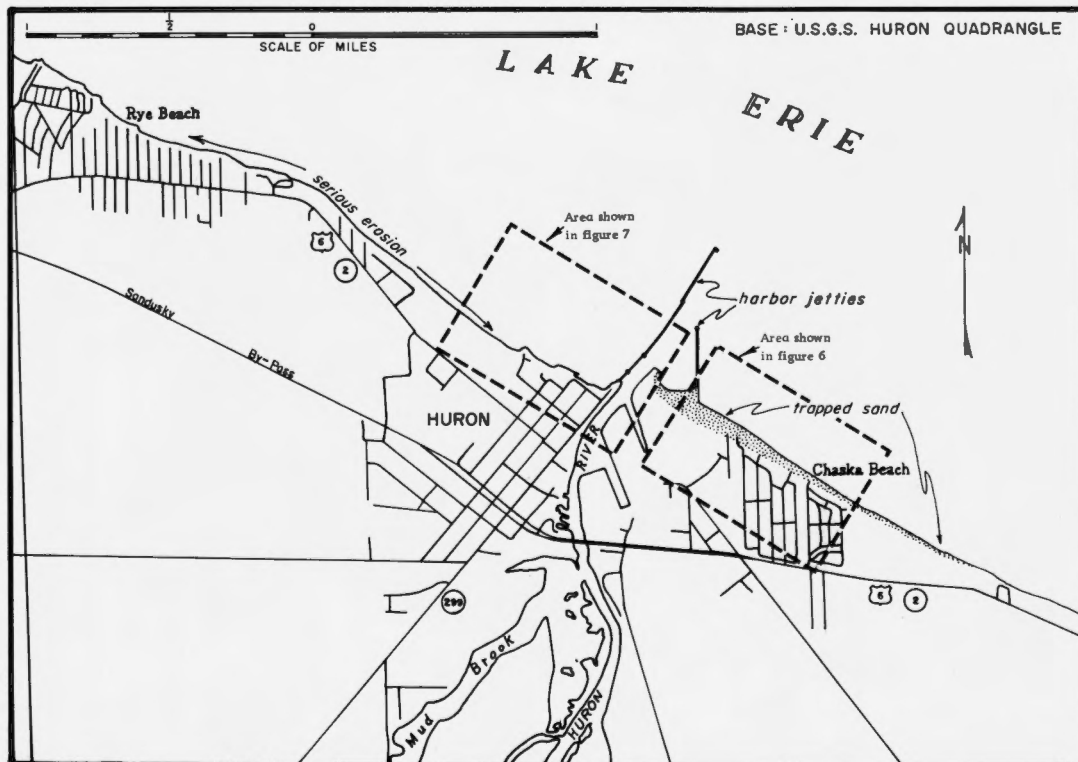 1/2 0 1
SCALE OF MILES
BASE: U.S.G.S. HURON QUADRANGLE
LAKE ERIE
Rye Beach
serious erosion
Area shown
in figure 7
N
6
2
harbor jetties
Area shown
in figure 6
Sandusky
By-Pass
trapped sand
HURON
RIVER
Chaska Beach
6
2
299
Mud Brook
HURON